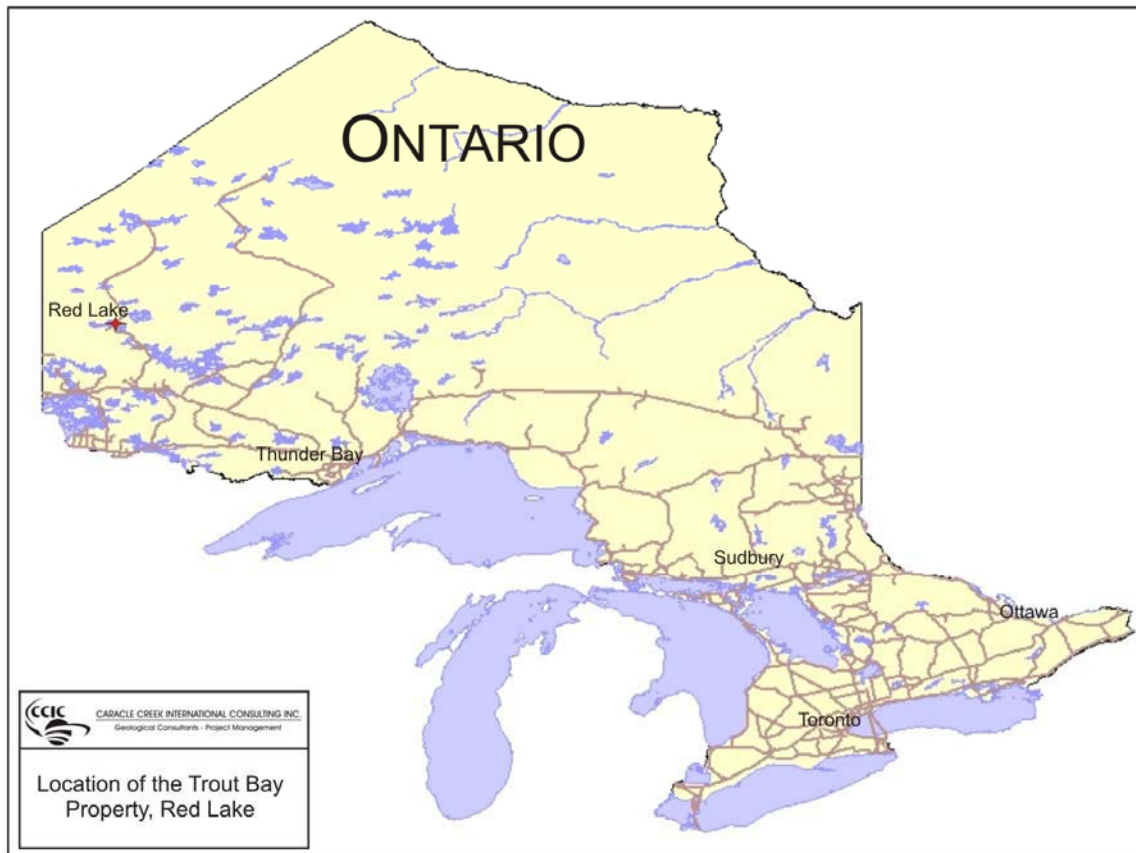 ONTARIO
Red Lake
Thunder Bay
Sudbury
Ottawa
Toronto
CCIC
CARACLE CREEK INTERNATIONAL CONSULTING INC.
Geological Consultants - Project Management
Location of the Trout Bay
Property, Red Lake